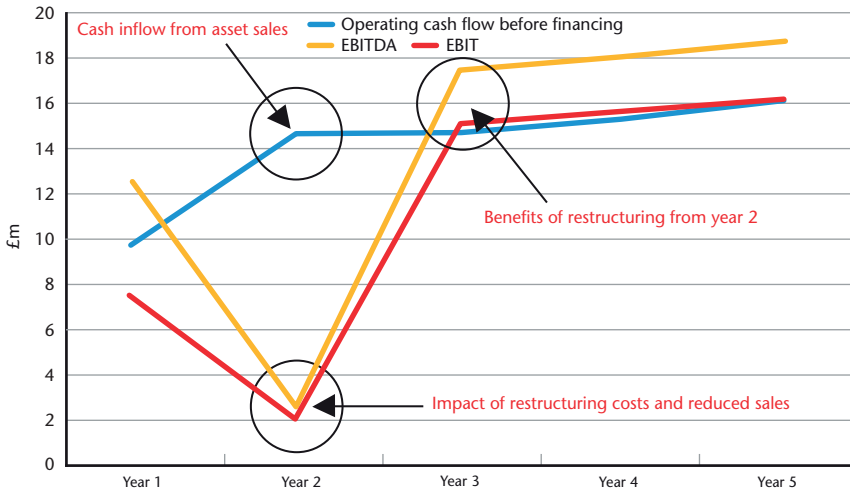 Cash inflow from asset sales
Operating cash flow before financing
EBITDA EBIT
20
18
16
14
12
10
8
6
4
2
0
£m
Benefits of restructuring from year 2
Impact of restructuring costs and reduced sales
Year 1 Year 2 Year 3 Year 4 Year 5